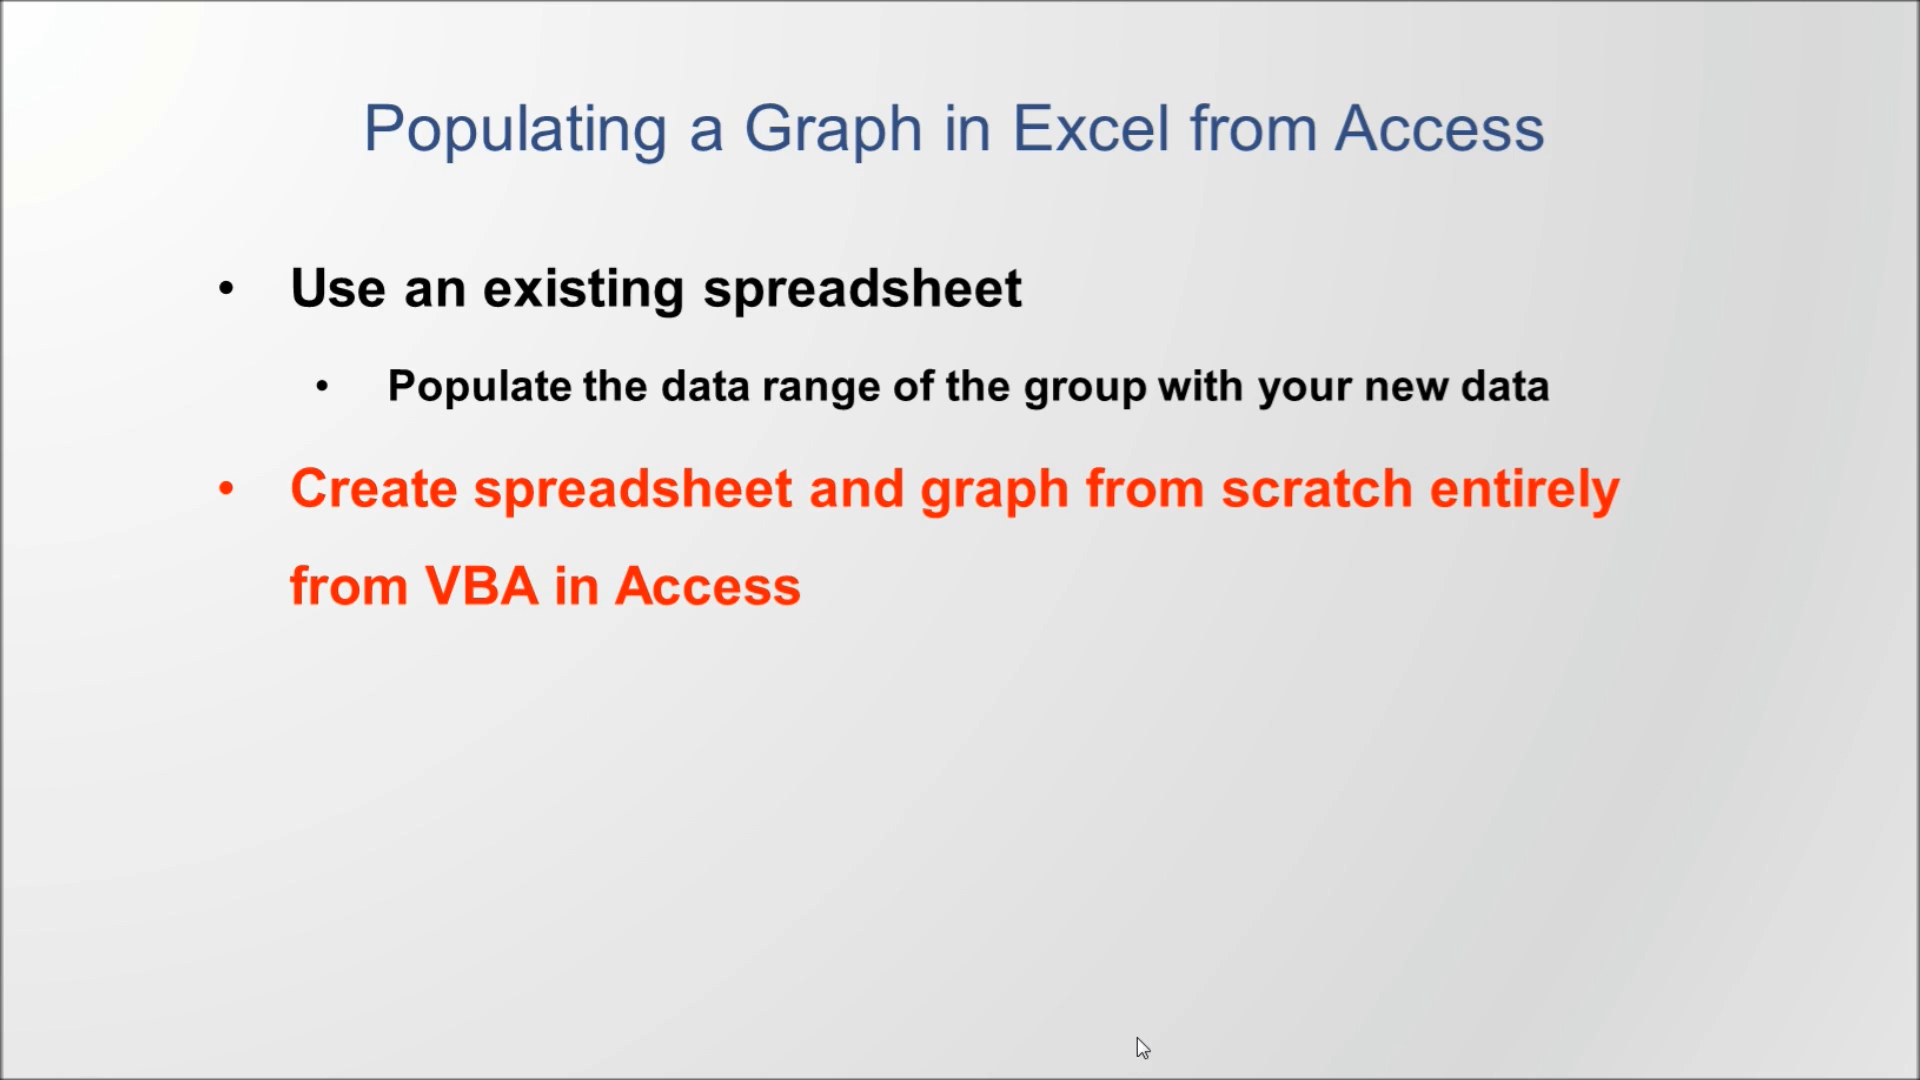 Populating a Graph in Excel from Access
• Use an existing spreadsheet
• Populate the data range of the group with your new data
• Create spreadsheet and graph from scratch entirely
from VBA in Access